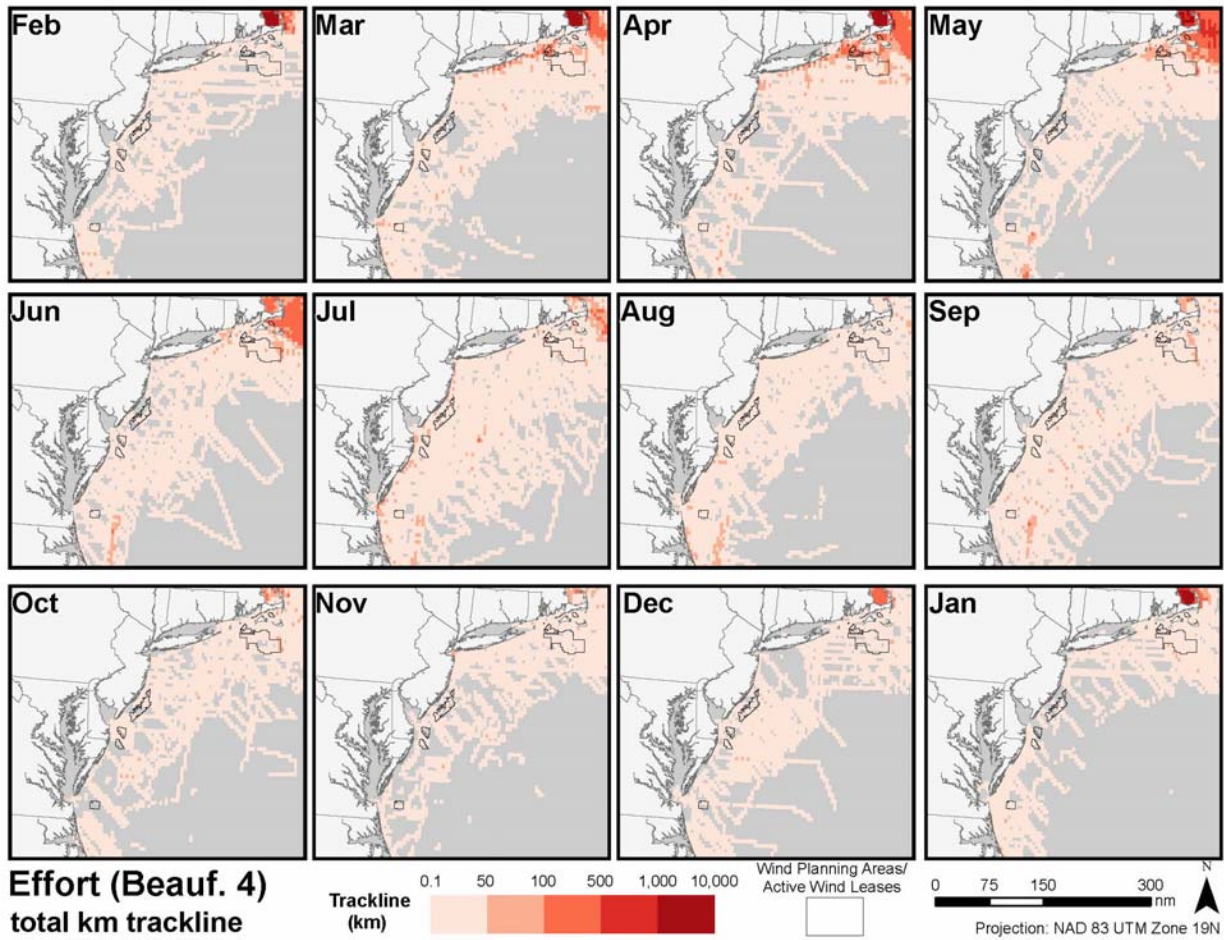 Feb
Mar
Apr
May
Jun
Jul
Aug
Sep
Oct
Nov
Dec
Jan
Effort (Beauf. 4)
total km trackline
Trackline
(km)
0.1 50 100 500 1,000 10,000
Wind Planning Areas/
Active Wind Leases
0 75 150 300
nm
N
Projection: NAD 83 UTM Zone 19N